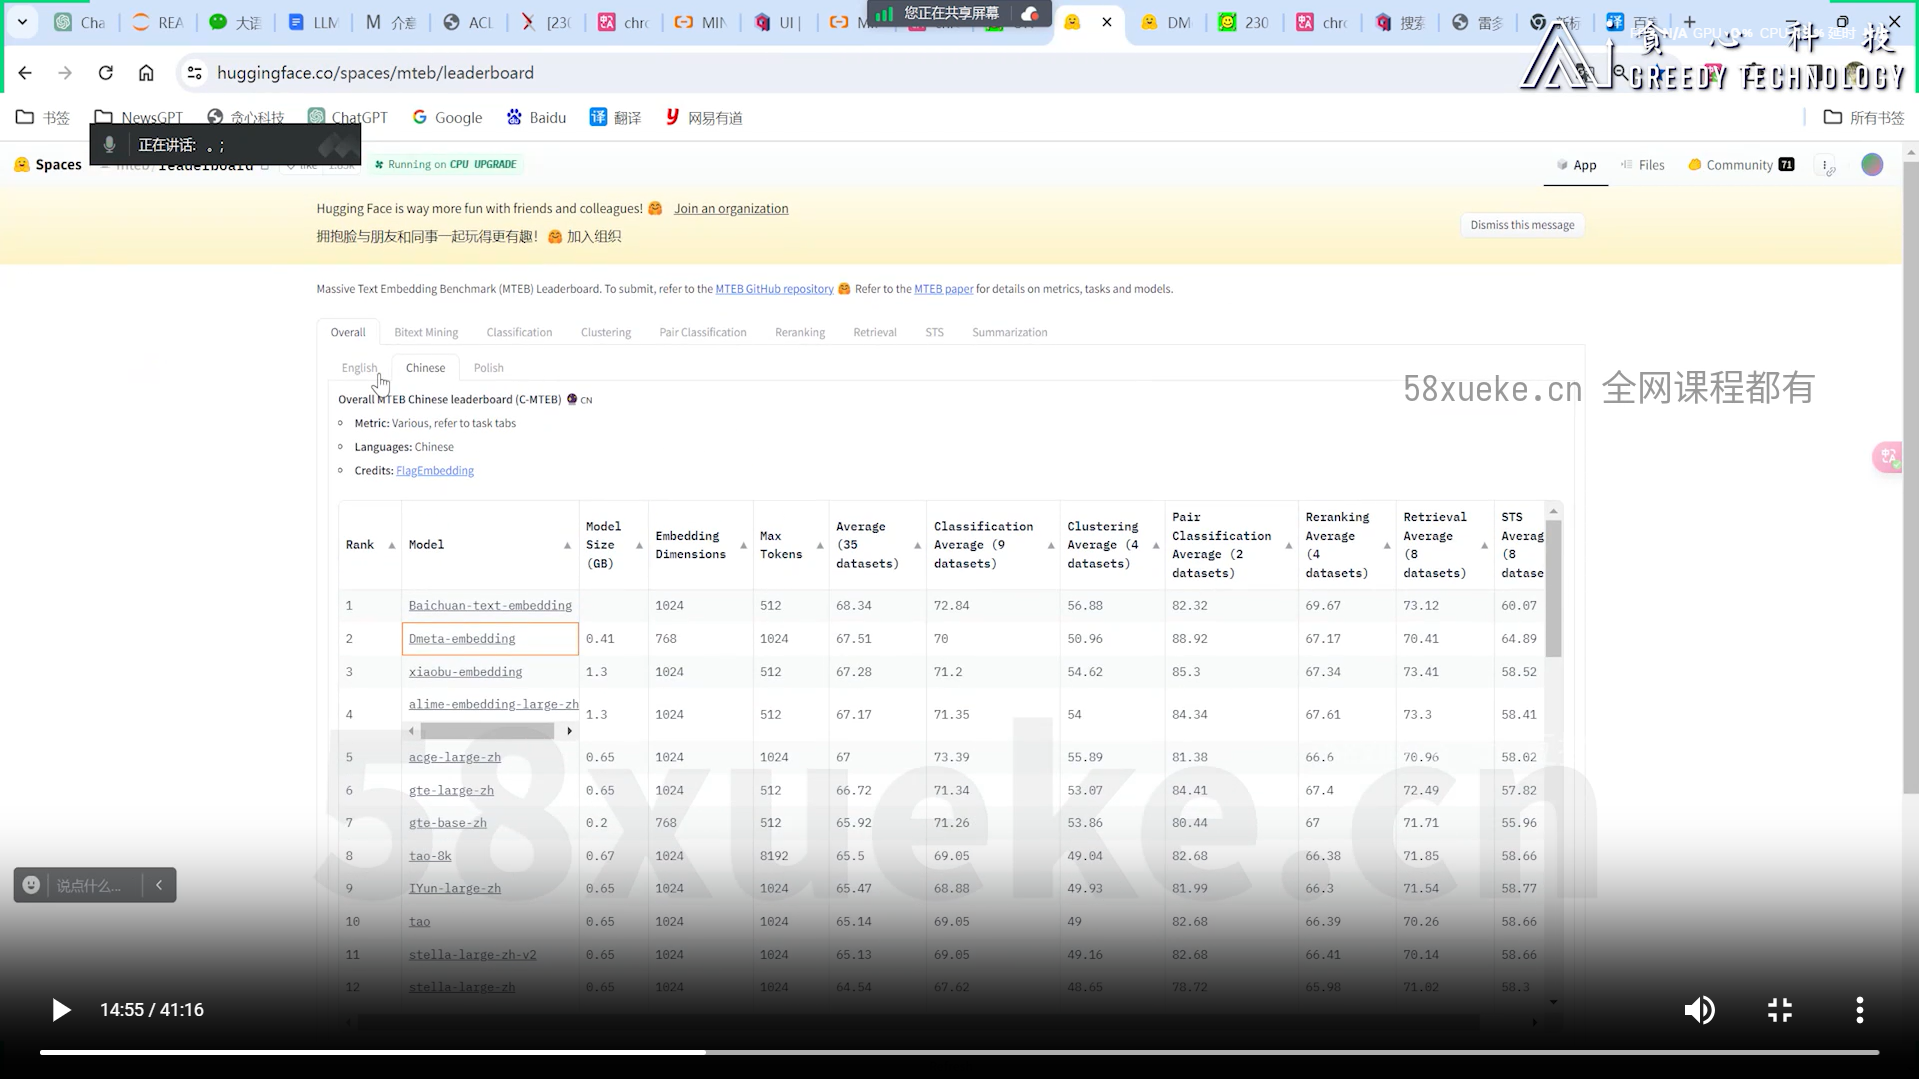 Cha
REA
大语
LLM
介意
ACL
[230
chrc
MIN
UI |
您正在共享屏幕
DM
230
chrc
搜索
雷多
新标
百度
huggingface.co/spaces/mteb/leaderboard
貪心科技
GREEDY TECHNOLOGY
书签
NewsGPT
贪心科技
ChatGPT
Google
Baidu
翻译
网易有道
所有书签
正在讲话: 。;
Spaces
mteb/leaderboard
Running on CPU UPGRADE
App
Files
Community 71
Hugging Face is way more fun with friends and colleagues! 🤗 Join an organization
拥抱脸与朋友和同事一起玩得更有趣! 🤗 加入组织
Dismiss this message
Massive Text Embedding Benchmark (MTEB) Leaderboard. To submit, refer to the MTEB GitHub repository 🤗 Refer to the MTEB paper for details on metrics, tasks and models.
Overall Bitext Mining Classification Clustering Pair Classification Reranking Retrieval STS Summarization
English Chinese Polish
58xueke.cn 全网课程都有
Overall MTEB Chinese leaderboard (C-MTEB) CN
Metric: Various, refer to task tabs
Languages: Chinese
Credits: FlagEmbedding
Rank Model Model Size (GB) Embedding Dimensions Max Tokens Average (35 datasets) Classification Average (9 datasets) Clustering Average (4 datasets) Pair Classification Average (2 datasets) Reranking Average (4 datasets) Retrieval Average (8 datasets) STS Averag (8 datase
1 Baichuan-text-embedding 1024 512 68.34 72.84 56.88 82.32 69.67 73.12 60.07
2 Dmeta-embedding 0.41 768 1024 67.51 70 50.96 88.92 67.17 70.41 64.89
3 xiaobu-embedding 1.3 1024 512 67.28 71.2 54.62 85.3 67.34 73.41 58.52
4 alime-embedding-large-zh 1.3 1024 512 67.17 71.35 54 84.34 67.61 73.3 58.41
5 acge-large-zh 0.65 1024 1024 67 73.39 55.89 81.38 66.6 70.96 58.02
6 gte-large-zh 0.65 1024 512 66.72 71.34 53.07 84.41 67.4 72.49 57.82
7 gte-base-zh 0.2 768 512 65.92 71.26 53.86 80.44 67 71.71 55.96
8 tao-8k 0.67 1024 8192 65.5 69.05 49.04 82.68 66.38 71.85 58.66
9 IYun-large-zh 0.65 1024 1024 65.47 68.88 49.93 81.99 66.3 71.54 58.77
10 tao 0.65 1024 1024 65.14 69.05 49 82.68 66.39 70.26 58.66
11 stella-large-zh-v2 0.65 1024 1024 65.13 69.05 49.16 82.68 66.41 70.14 58.66
12 stella-large-zh 0.65 1024 1024 64.54 67.62 48.65 78.72 65.98 71.02 58.3
58xueke.cn
说点什么...
14:55 / 41:16